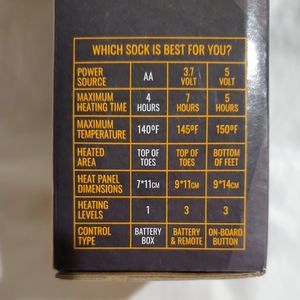 WHICH SOCK IS BEST FOR YOU?
POWER SOURCE AA 3.7 VOLT 5 VOLT
MAXIMUM HEATING TIME 4 HOURS 7 HOURS 5 HOURS
MAXIMUM TEMPERATURE 140°F 145°F 150°F
HEATED AREA TOP OF TOES TOP OF TOES BOTTOM OF FEET
HEAT PANEL DIMENSIONS 7*11CM 9*11CM 9*14CM
HEATING LEVELS 1 3 3
CONTROL TYPE BATTERY BOX BATTERY & REMOTE ON-BOARD BUTTON